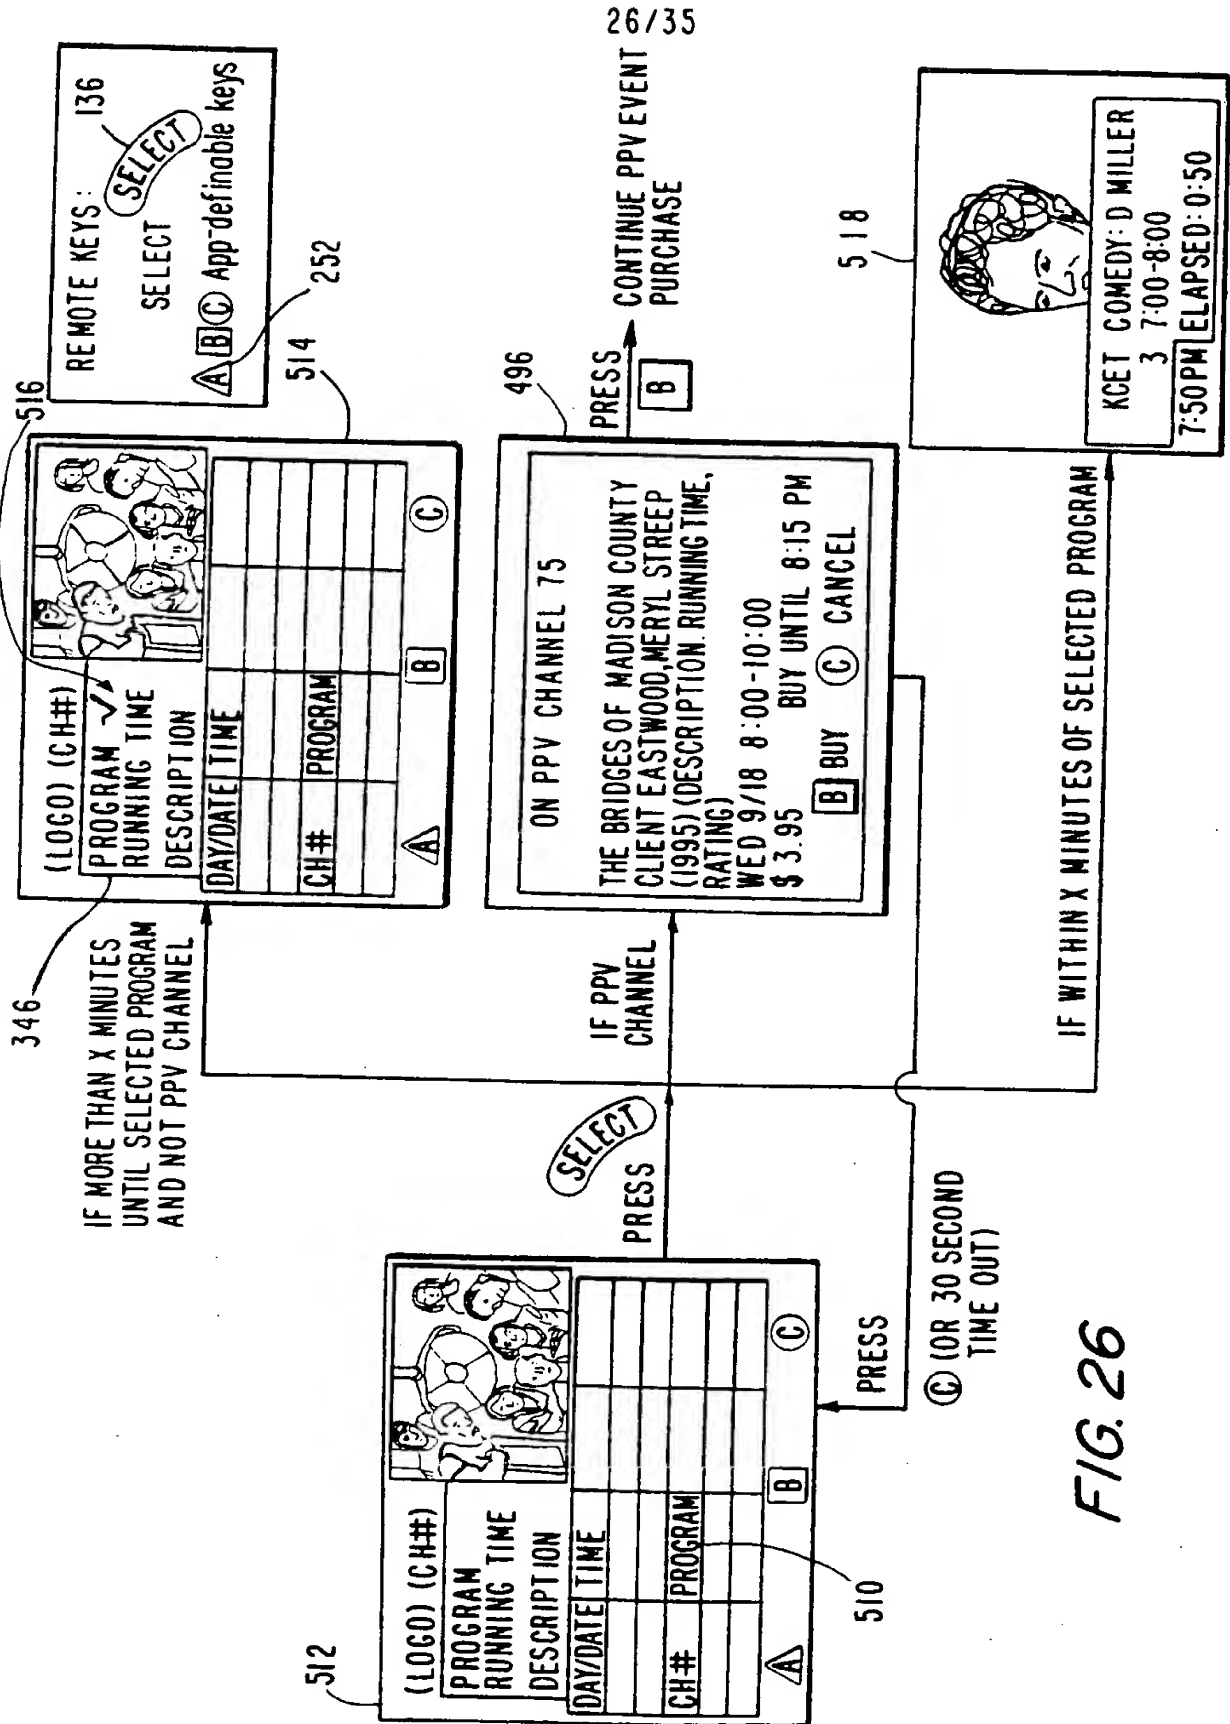 26/35
REMOTE KEYS:
136
SELECT
SELECT
A B C App-definable keys
252
516
514
346
(LOGO) (CH#)
PROGRAM ✓
RUNNING TIME
DESCRIPTION
DAY/DATE TIME
CH# PROGRAM
A B C
IF MORE THAN X MINUTES
UNTIL SELECTED PROGRAM
AND NOT PPV CHANNEL
512
(LOGO) (CH#)
PROGRAM
RUNNING TIME
DESCRIPTION
DAY/DATE TIME
CH# PROGRAM
A B C
510
PRESS
SELECT
IF PPV
CHANNEL
496
ON PPV CHANNEL 75
THE BRIDGES OF MADISON COUNTY
CLIENT EASTWOOD, MERYL STREEP
(1995) (DESCRIPTION. RUNNING TIME,
RATING)
WED 9/18 8:00-10:00
$ 3.95 BUY UNTIL 8:15 PM
B BUY C CANCEL
PRESS
B
CONTINUE PPV EVENT
PURCHASE
PRESS
C (OR 30 SECOND
TIME OUT)
IF WITHIN X MINUTES OF SELECTED PROGRAM
518
KCET COMEDY: D MILLER
3 7:00-8:00
7:50PM ELAPSED: 0:50
FIG. 26